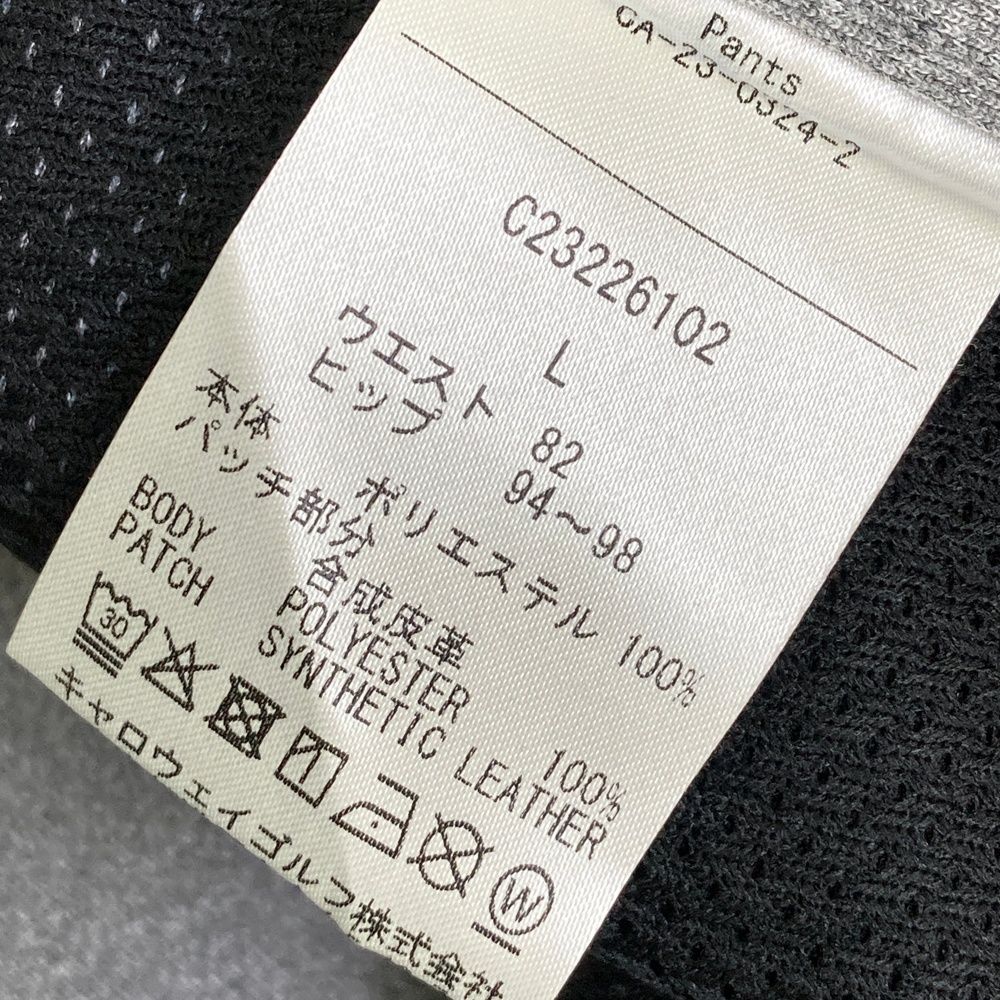 Pants
CA-23-0324-2
C23226102
L
ウエスト 82
ヒップ 94～98
本体 ポリエステル 100%
パッチ部分 合成皮革
BODY POLYESTER 100%
PATCH SYNTHETIC LEATHER
30
W
キャロウェイゴルフ株式会社